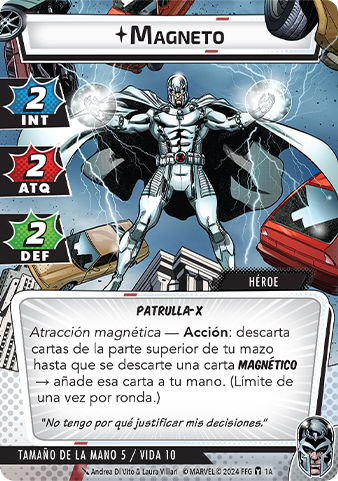 MAGNETO
2
INT
2
ATQ
2
DEF
HÉROE
PATRULLA-X
Atracción magnética — Acción: descarta
cartas de la parte superior de tu mazo
hasta que se descarte una carta MAGNÉTICO
→ añade esa carta a tu mano. (Límite de
una vez por ronda.)
"No tengo por qué justificar mis decisiones."
TAMAÑO DE LA MANO 5 / VIDA 10
Andrea Di Vito & Laura Villari © MARVEL © 2024 FFG 1A